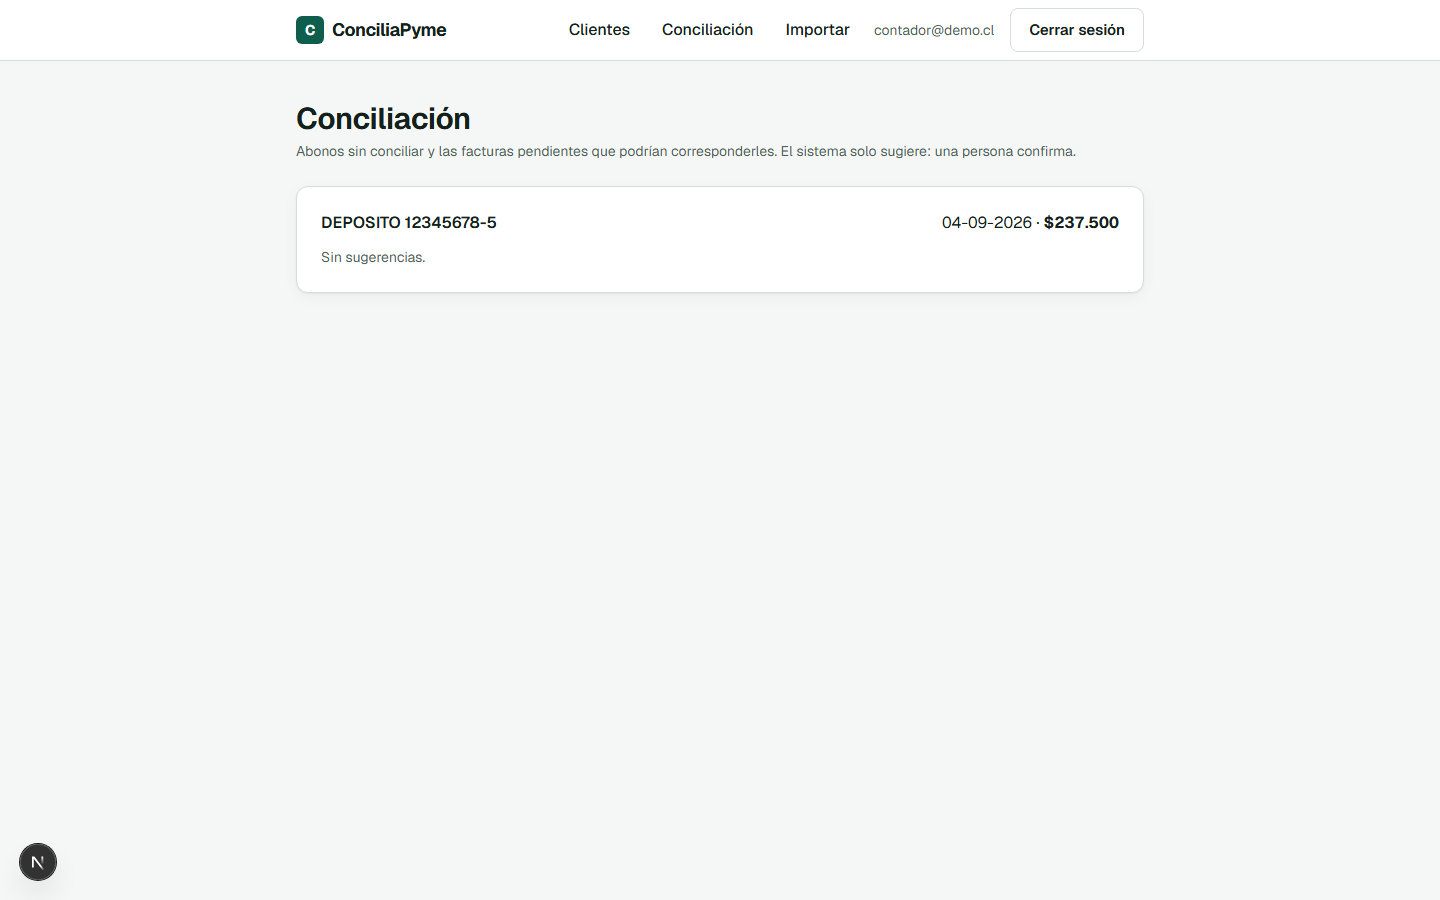 C ConciliaPyme Clientes Conciliación Importar contador@demo.cl Cerrar sesión
Conciliación
Abonos sin conciliar y las facturas pendientes que podrían corresponderles. El sistema solo sugiere: una persona confirma.
DEPOSITO 12345678-5 04-09-2026 · $237.500
Sin sugerencias.
N